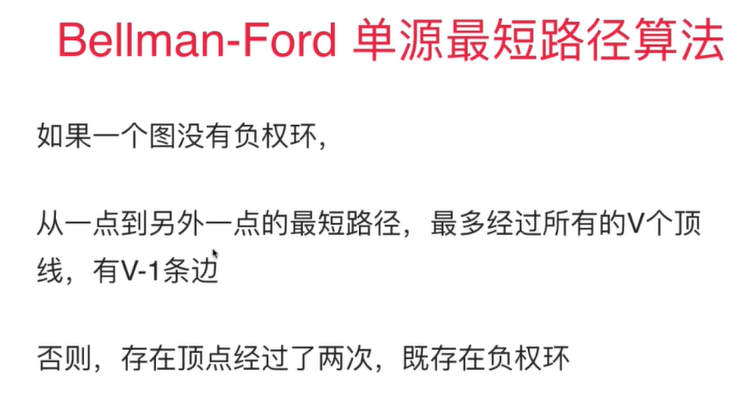 Bellman-Ford 单源最短路径算法
如果一个图没有负权环，
从一点到另外一点的最短路径，最多经过所有的V个顶
线，有V-1条边
否则，存在顶点经过了两次，既存在负权环